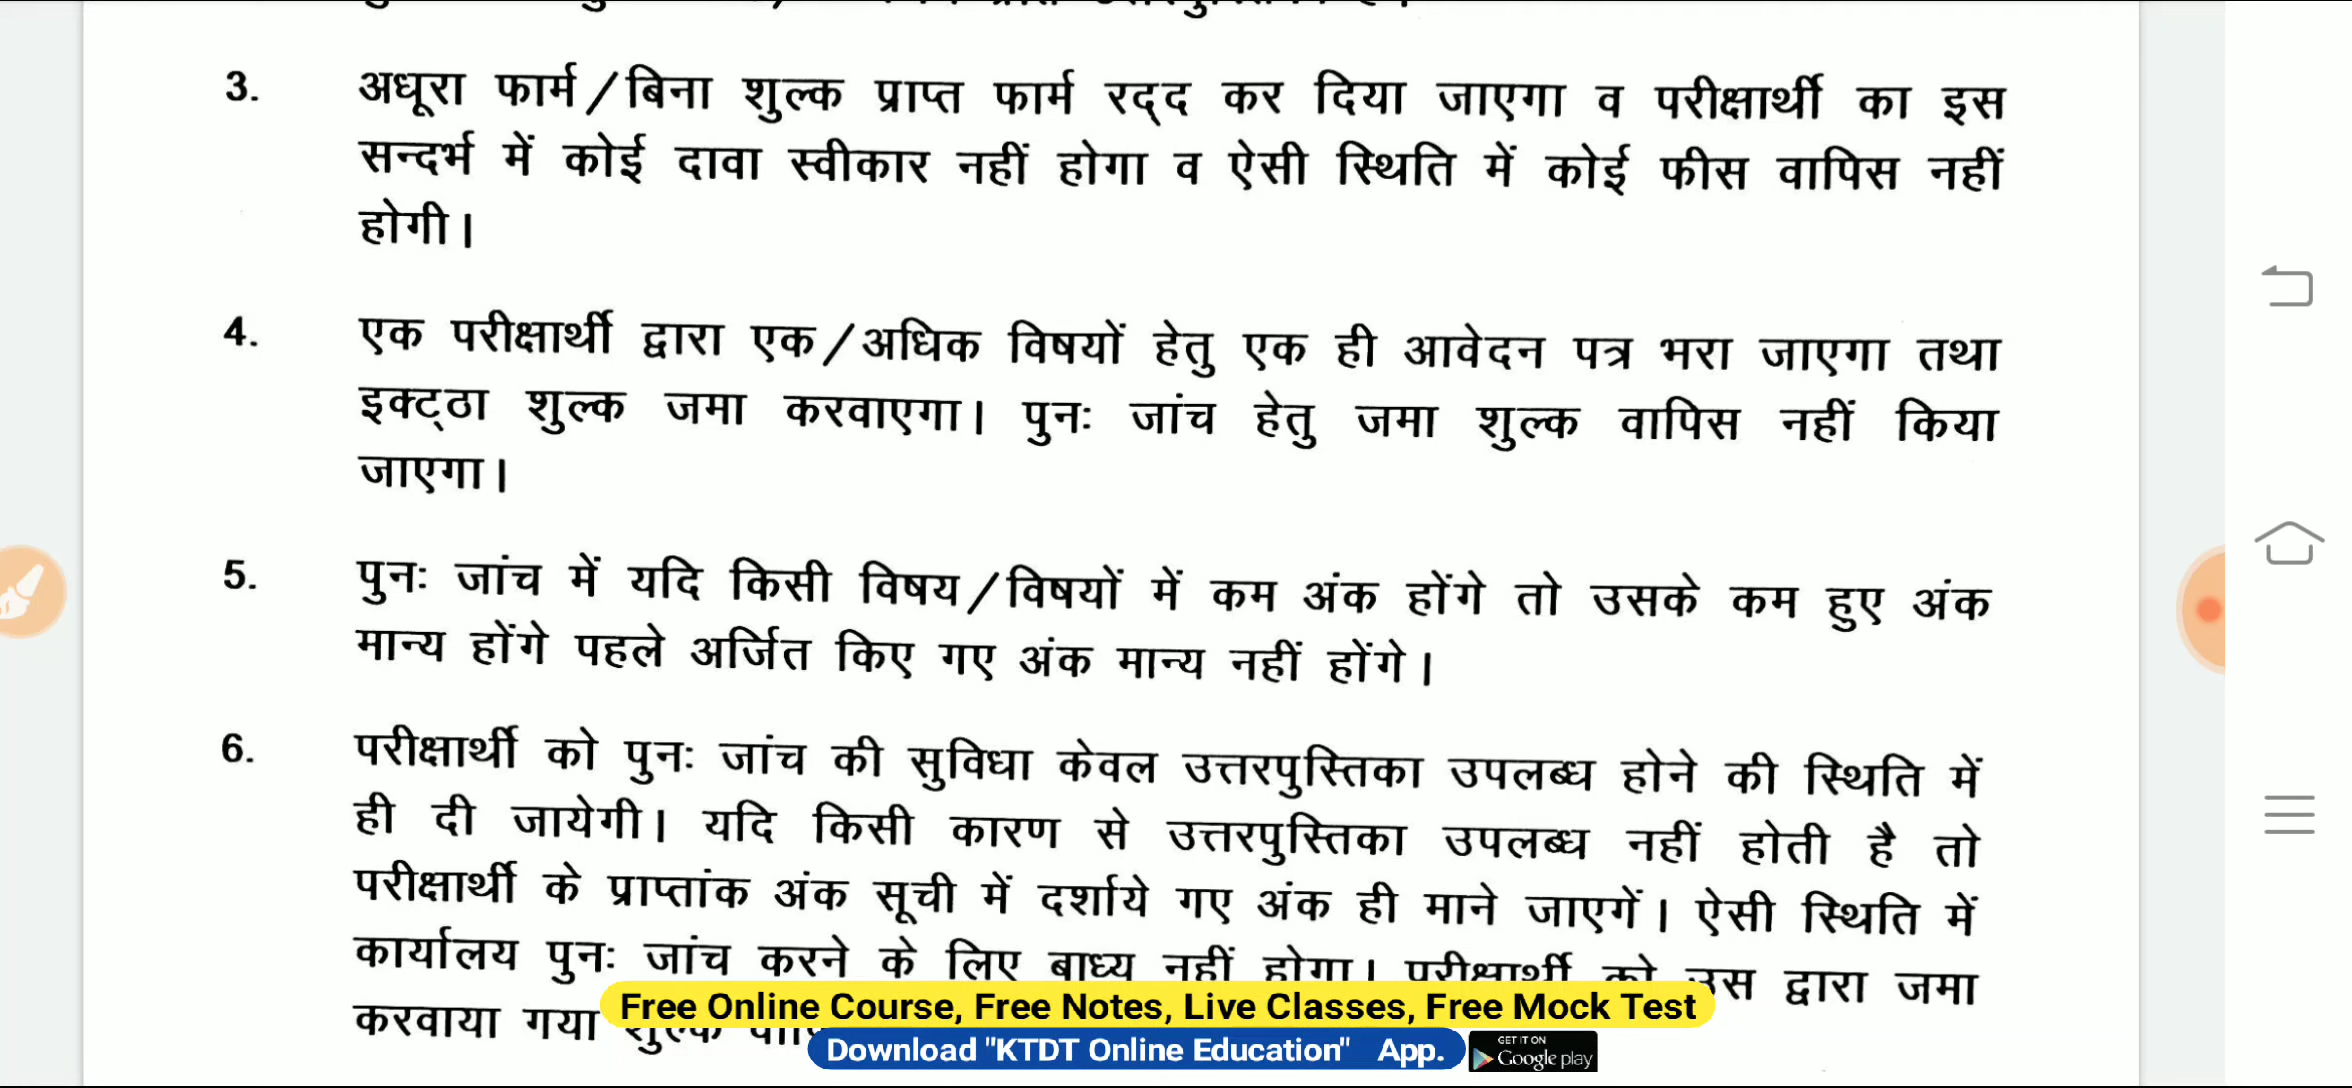 3. अधूरा फार्म/बिना शुल्क प्राप्त फार्म रद्द कर दिया जाएगा व परीक्षार्थी का इस
सन्दर्भ में कोई दावा स्वीकार नहीं होगा व ऐसी स्थिति में कोई फीस वापिस नहीं
होगी।
4. एक परीक्षार्थी द्वारा एक/अधिक विषयों हेतु एक ही आवेदन पत्र भरा जाएगा तथा
इक्ट्ठा शुल्क जमा करवाएगा। पुनः जांच हेतु जमा शुल्क वापिस नहीं किया
जाएगा।
5. पुनः जांच में यदि किसी विषय/विषयों में कम अंक होंगे तो उसके कम हुए अंक
मान्य होंगे पहले अर्जित किए गए अंक मान्य नहीं होंगे।
6. परीक्षार्थी को पुनः जांच की सुविधा केवल उत्तरपुस्तिका उपलब्ध होने की स्थिति में
ही दी जायेगी। यदि किसी कारण से उत्तरपुस्तिका उपलब्ध नहीं होती है तो
परीक्षार्थी के प्राप्तांक अंक सूची में दर्शाये गए अंक ही माने जाएगें। ऐसी स्थिति में
कार्यालय पुनः जांच करने के लिए बाध्य नहीं होगा। परीक्षार्थी को उस द्वारा जमा
करवाया गया शुल्क
Free Online Course, Free Notes, Live Classes, Free Mock Test
Download "KTDT Online Education" App.
GET IT ON
Google play